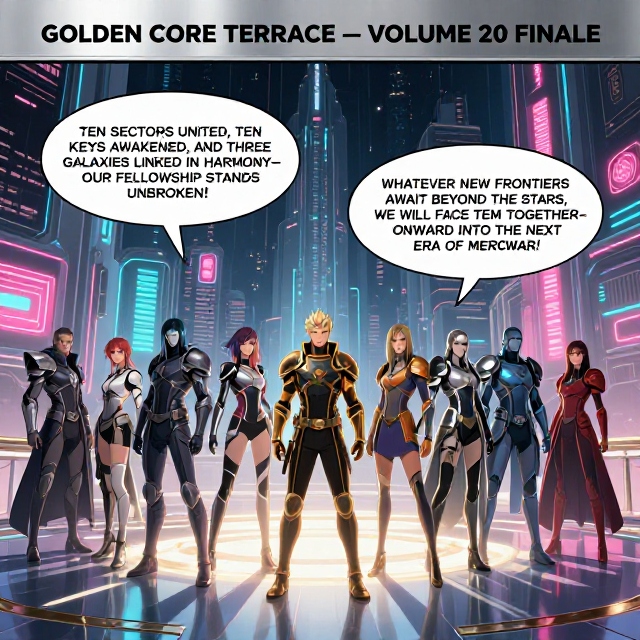 GOLDEN CORE TERRACE — VOLUME 20 FINALE
TEN SECTORS UNITED, TEN
KEYS AWAKENED, AND THREE
GALAXIES LINKED IN HARMONY—
OUR FELLOWSHIP STANDS
UNBROKEN!
WHATEVER NEW FRONTIERS
AWAIT BEYOND THE STARS,
WE WILL FACE TEM TOGETHER-
ONWARD INTO THE NEXT
ERA OF MERCWAR!